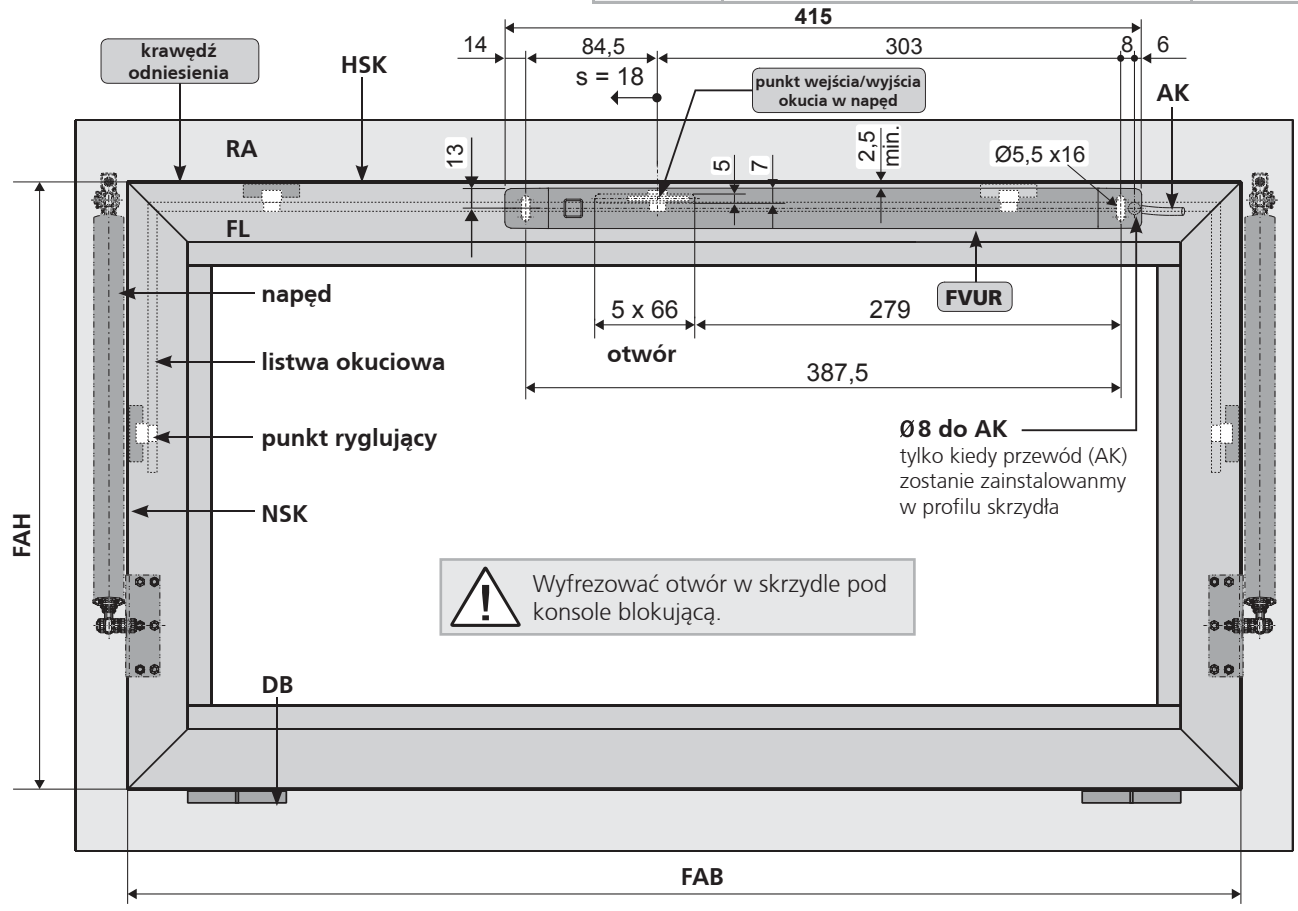 415
14
84,5
303
8
6
krawędź
odniesienia
HSK
s = 18
punkt wejścia/wyjścia
okucia w napęd
AK
RA
13
5
7
2,5
min.
Ø5,5 x16
FL
napęd
FVUR
5 x 66
279
otwór
listwa okuciowa
387,5
punkt ryglujący
Ø8 do AK
tylko kiedy przewód (AK)
zostanie zainstalowanmy
w profilu skrzydła
NSK
FAH
Wyfrezować otwór w skrzydle pod
konsole blokującą.
DB
FAB